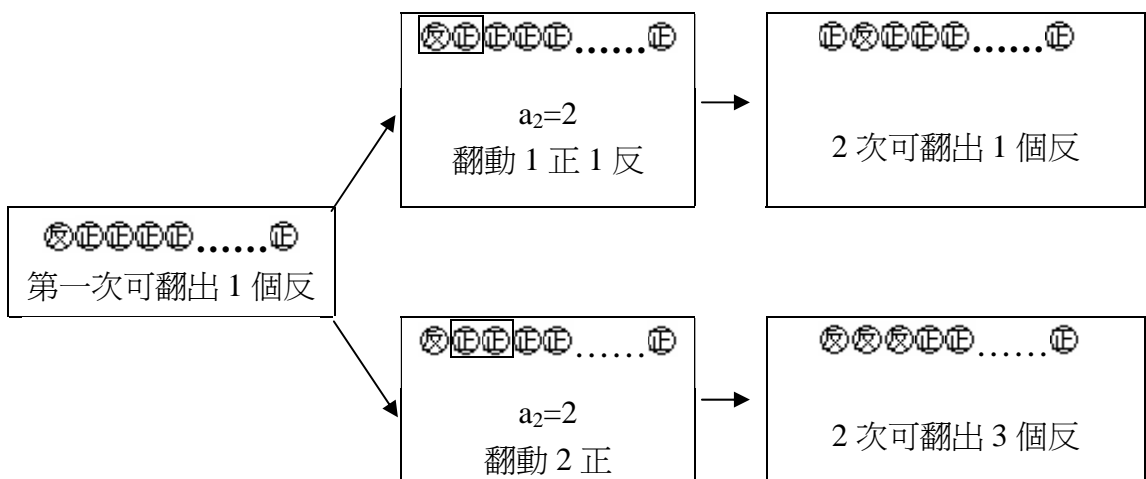 反正正正正......正
第一次可翻出 1 個反
反正正正正......正
a₂=2
翻動 1 正 1 反
正反正正正......正
2 次可翻出 1 個反
反正正正正......正
a₂=2
翻動 2 正
反反反正正......正
2 次可翻出 3 個反